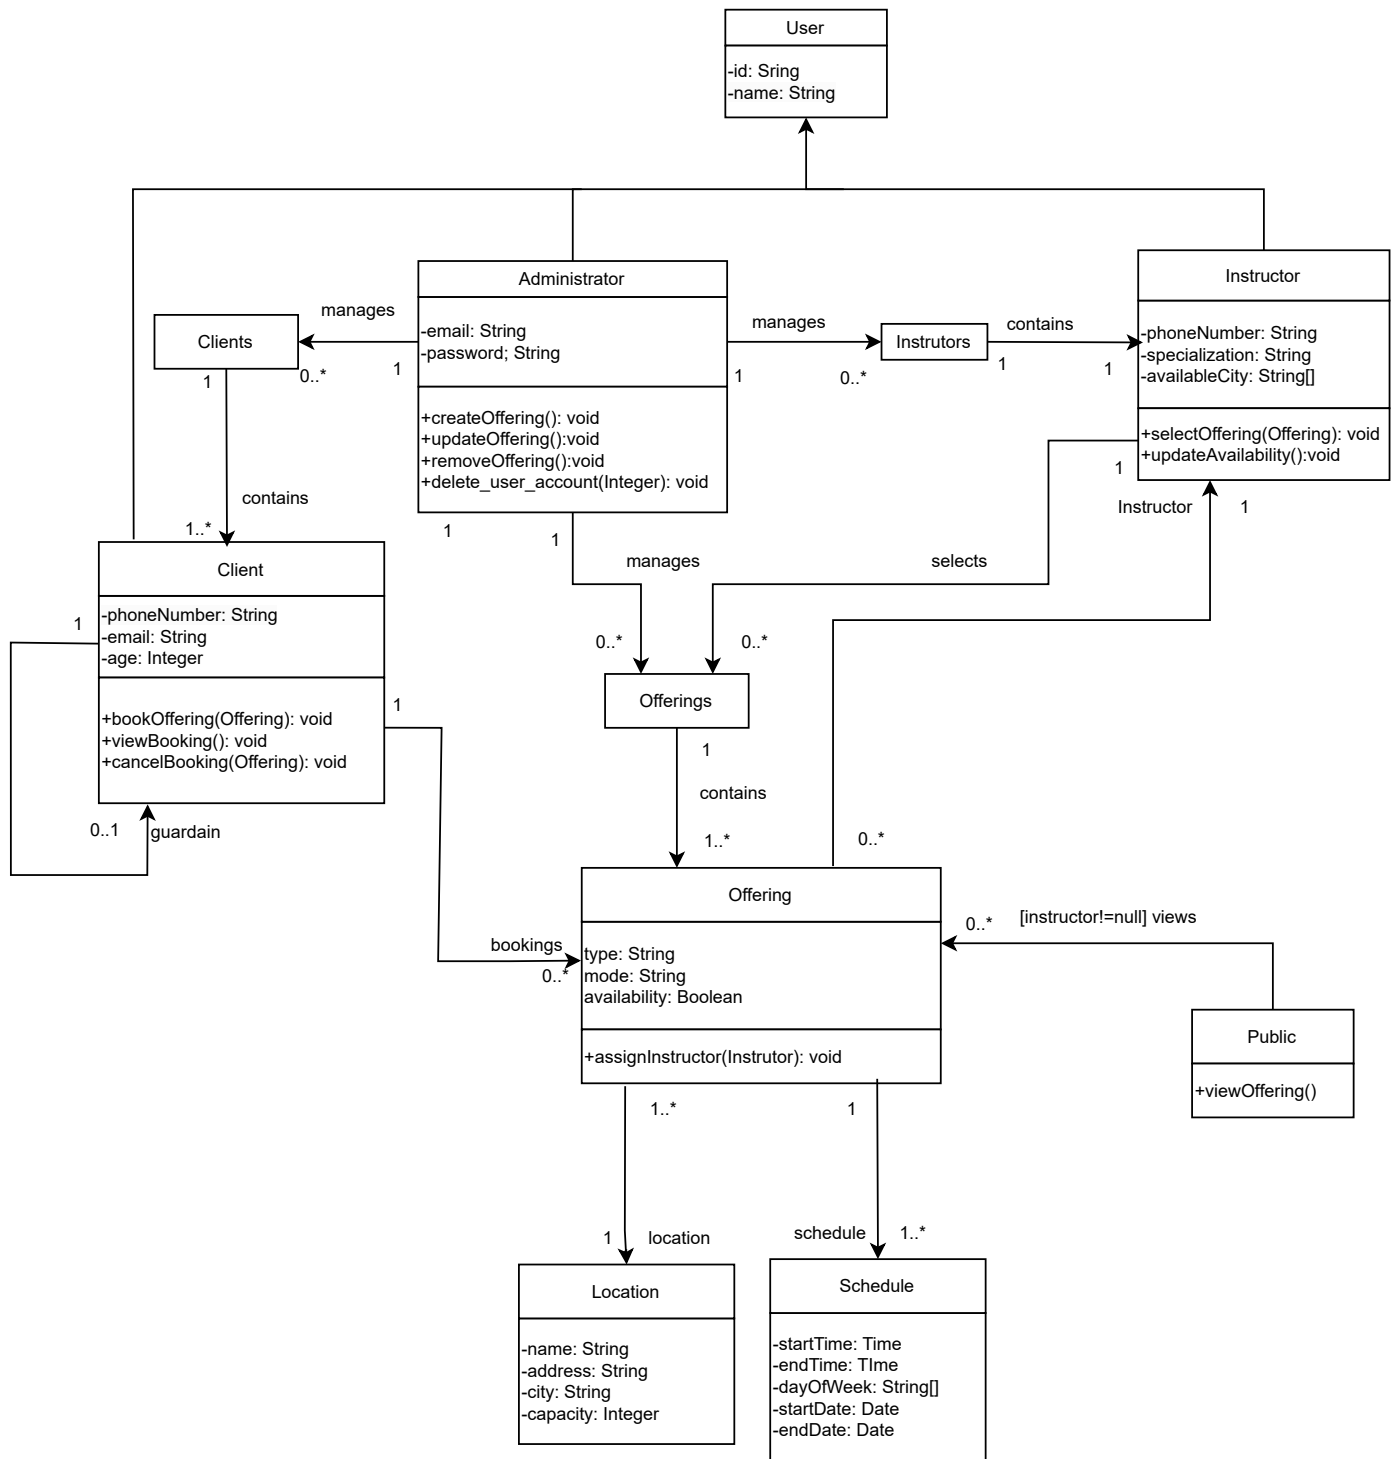 User
-id: Sring
-name: String
Administrator
-email: String
-password; String
+createOffering(): void
+updateOffering():void
+removeOffering():void
+delete_user_account(Integer): void
Instructor
-phoneNumber: String
-specialization: String
-availableCity: String[]
+selectOffering(Offering): void
+updateAvailability():void
manages
Clients
1
0..*
1
manages
Instrutors
1
0..*
contains
1
1
contains
1..*
1
1
manages
0..*
selects
1
0..*
Instructor
1
Client
-phoneNumber: String
-email: String
-age: Integer
+bookOffering(Offering): void
+viewBooking(): void
+cancelBooking(Offering): void
1
0..1
guardain
1
bookings
0..*
Offerings
1
contains
1..*
0..*
Offering
type: String
mode: String
availability: Boolean
+assignInstructor(Instrutor): void
0..*
[instructor!=null] views
Public
+viewOffering()
1..*
1
1
location
schedule
1..*
Location
-name: String
-address: String
-city: String
-capacity: Integer
Schedule
-startTime: Time
-endTime: TIme
-dayOfWeek: String[]
-startDate: Date
-endDate: Date